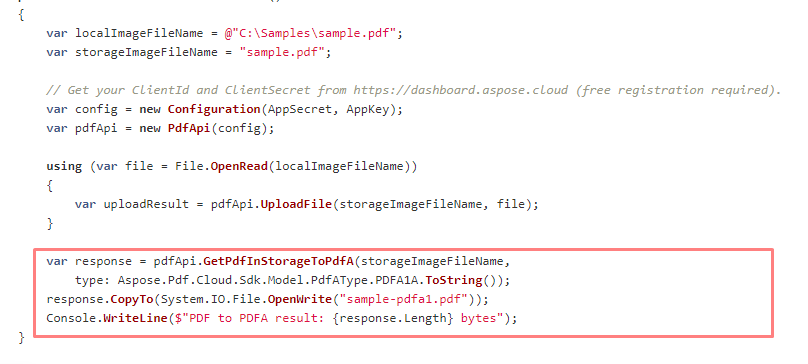 {
var localImageFileName = @"C:\Samples\sample.pdf";
var storageImageFileName = "sample.pdf";
// Get your ClientId and ClientSecret from https://dashboard.aspose.cloud (free registration required).
var config = new Configuration(AppSecret, AppKey);
var pdfApi = new PdfApi(config);
using (var file = File.OpenRead(localImageFileName))
{
var uploadResult = pdfApi.UploadFile(storageImageFileName, file);
}
var response = pdfApi.GetPdfInStorageToPdfA(storageImageFileName,
type: Aspose.Pdf.Cloud.Sdk.Model.PdfAType.PDFA1A.ToString());
response.CopyTo(System.IO.File.OpenWrite("sample-pdfa1.pdf"));
Console.WriteLine($"PDF to PDFA result: {response.Length} bytes");
}